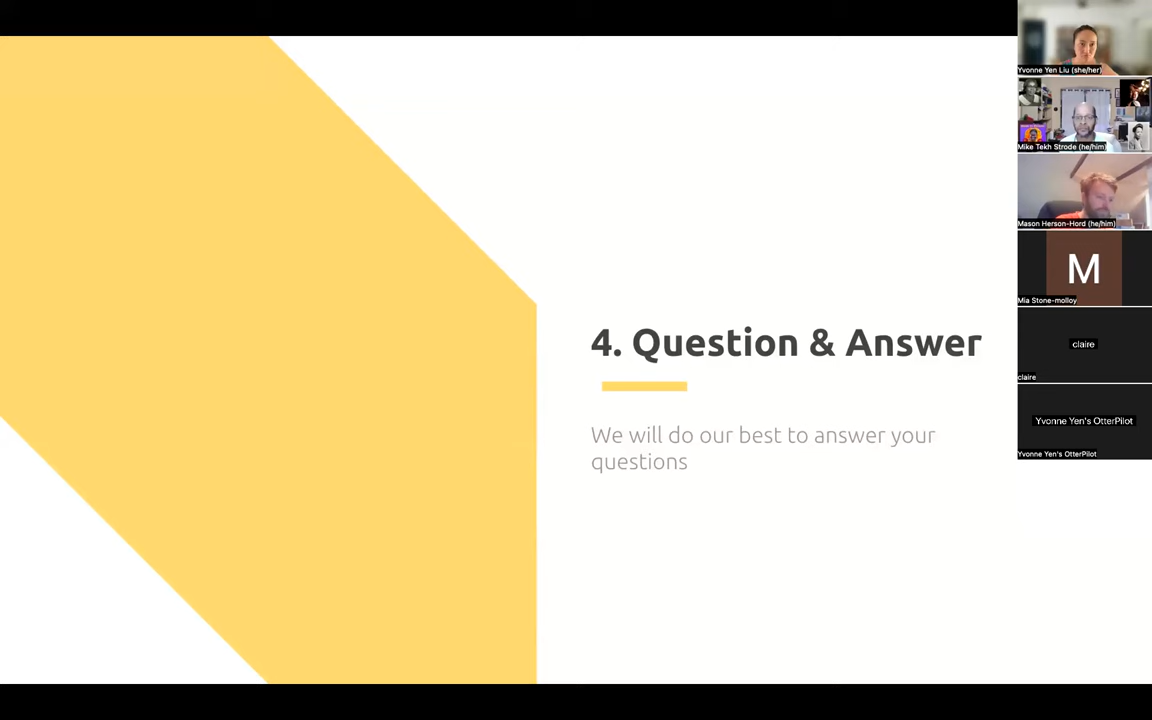 4. Question & Answer
We will do our best to answer your
questions
Yvonne Yen Liu (she/her)
Mike Tekh Strode (he/him)
Mason Herson-Hord (he/him)
M
Mia Stone-molloy
claire
claire
Yvonne Yen's OtterPilot
Yvonne Yen's OtterPilot